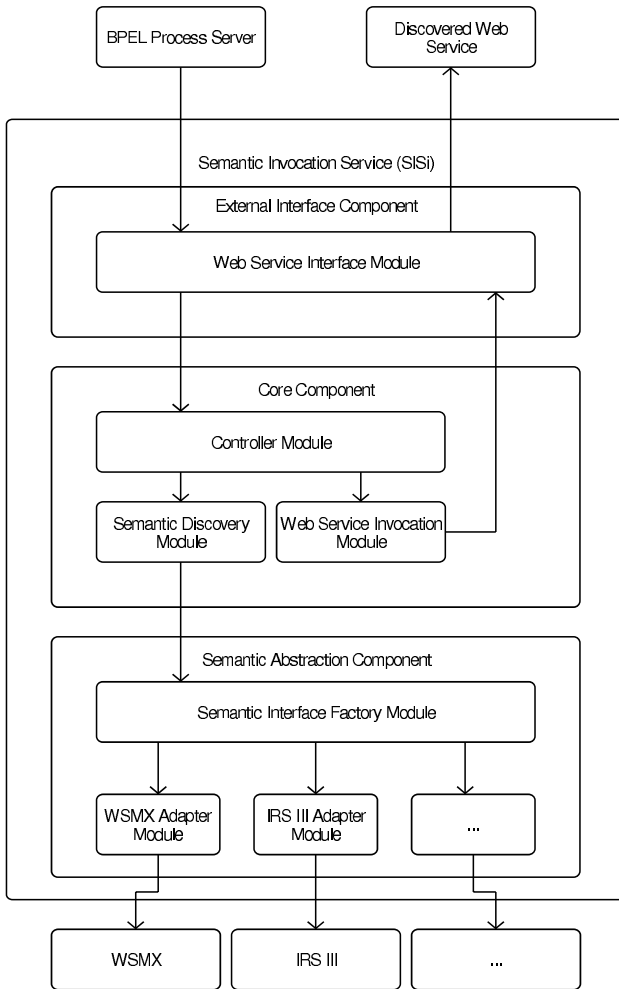 BPEL Process Server
Discovered Web
Service
Semantic Invocation Service (SISi)
External Interface Component
Web Service Interface Module
Core Component
Controller Module
Semantic Discovery
Module
Web Service Invocation
Module
Semantic Abstraction Component
Semantic Interface Factory Module
WSMX Adapter
Module
IRS III Adapter
Module
...
WSMX
IRS III
...